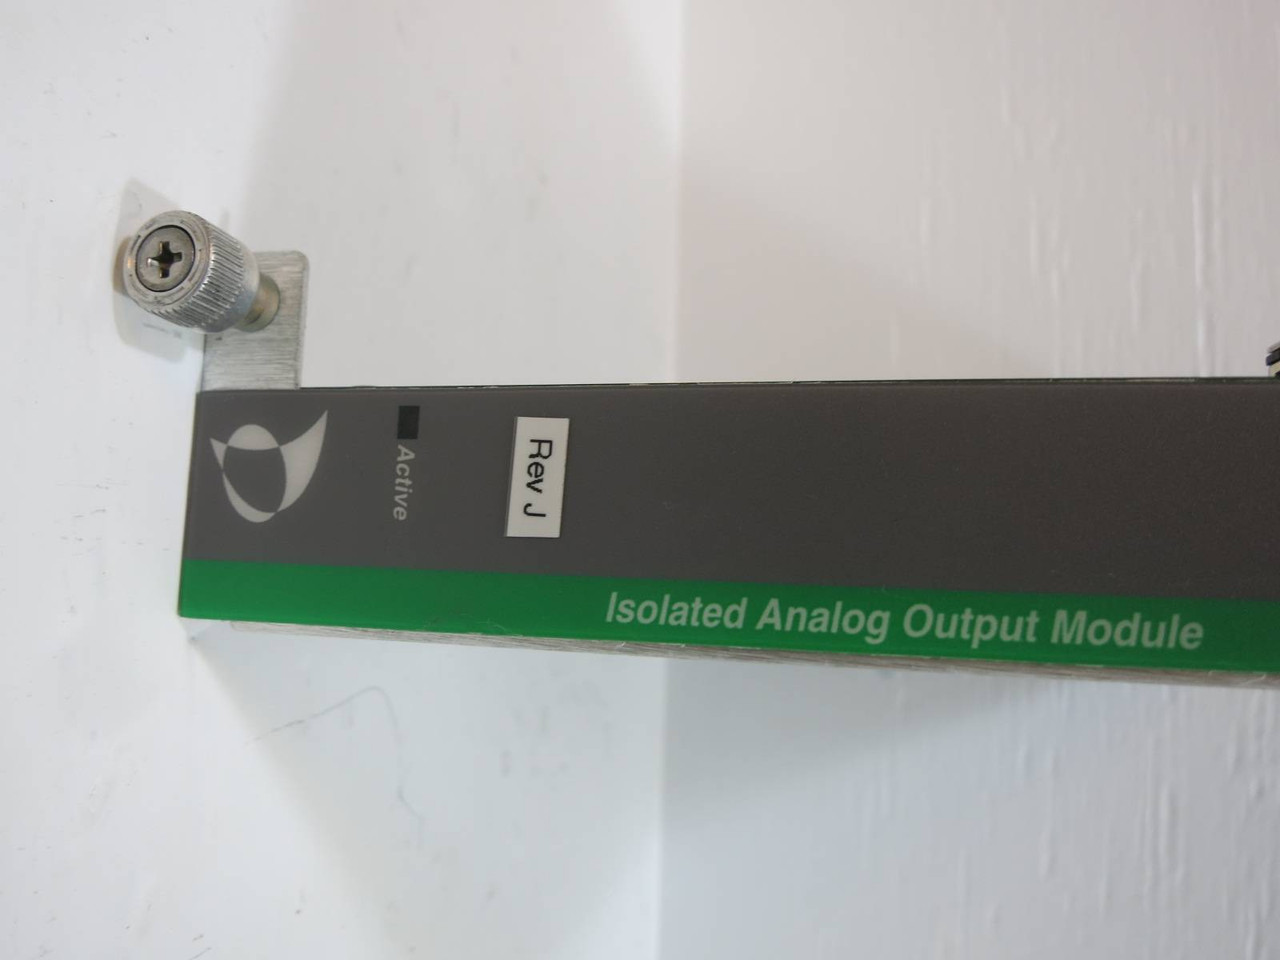 Active
Rev J
Isolated Analog Output Module